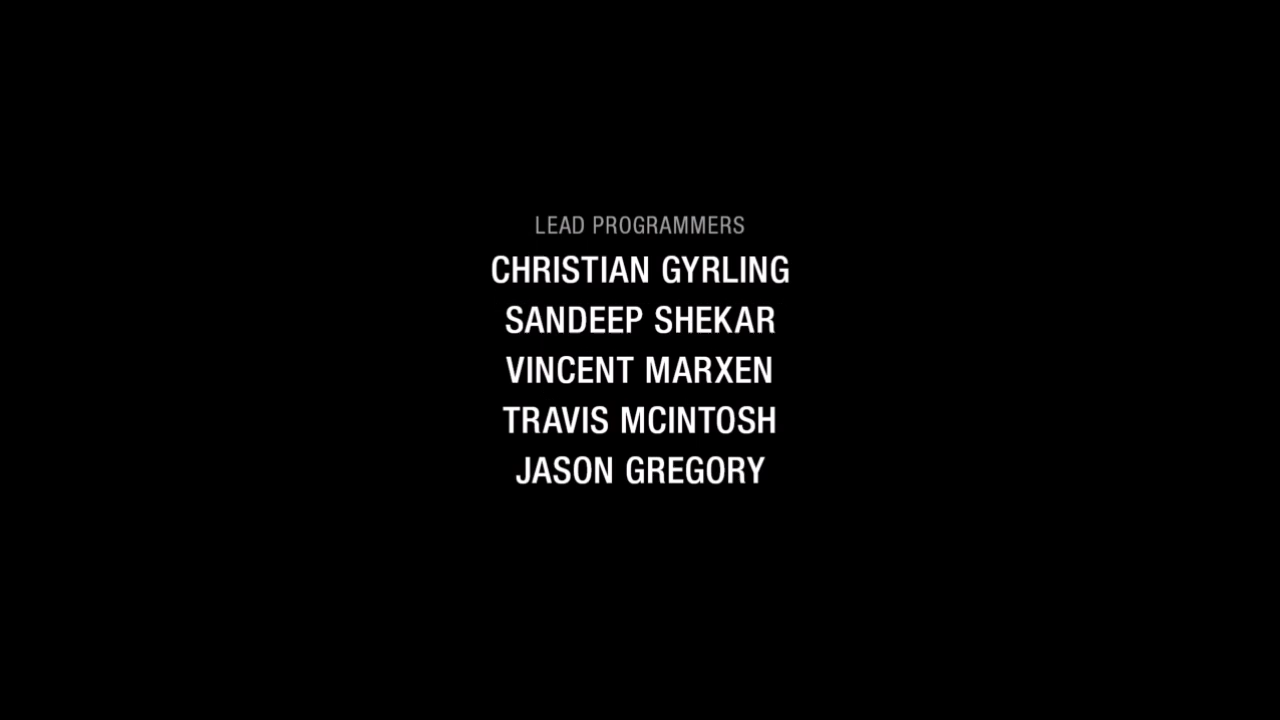 LEAD PROGRAMMERS
CHRISTIAN GYRLING
SANDEEP SHEKAR
VINCENT MARXEN
TRAVIS MCINTOSH
JASON GREGORY